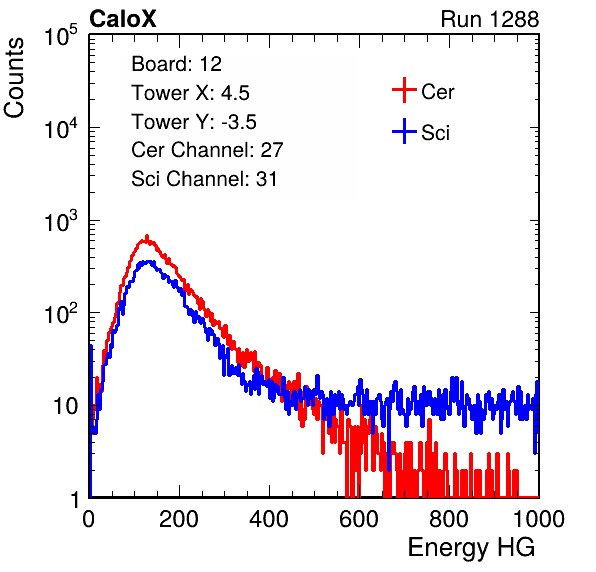 CaloX Run 1288
Counts
Board: 12
Tower X: 4.5
Tower Y: -3.5
Cer Channel: 27
Sci Channel: 31
Cer
Sci
10^5
10^4
10^3
10^2
10
1
0 200 400 600 800 1000
Energy HG